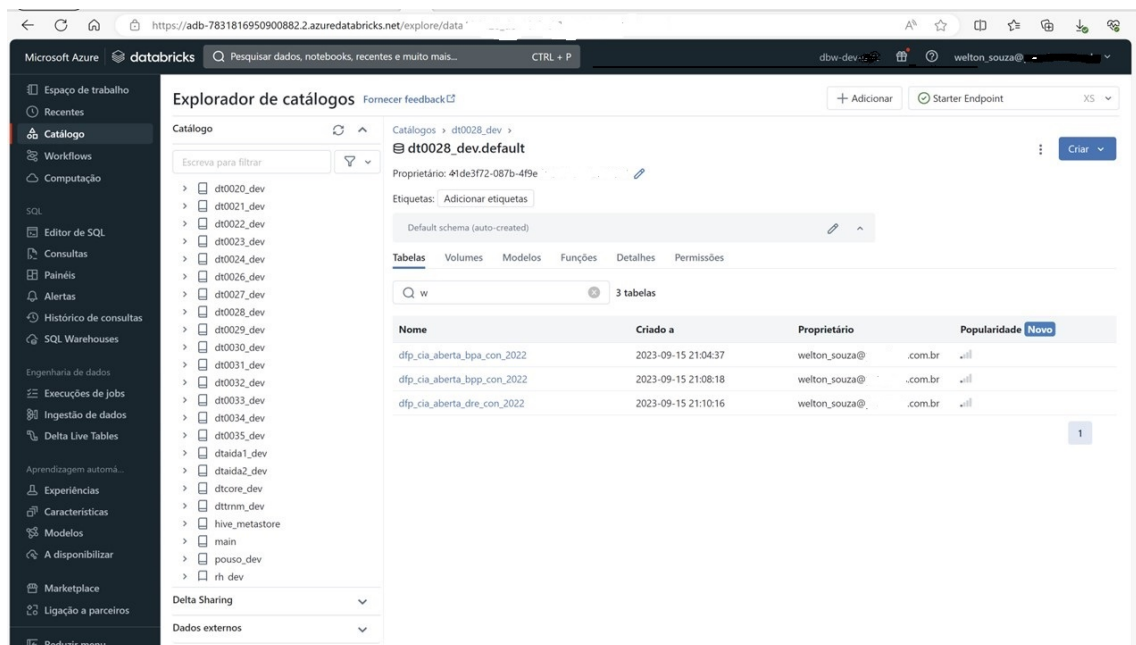 https://adb-7831816950900882.2.azuredatabricks.net/explore/data
Microsoft Azure databricks Pesquisar dados, notebooks, recentes e muito mais... CTRL + P dbw-dev- welton_souza@
Espaço de trabalho
Recentes
Catálogo
Workflows
Computação
SQL
Editor de SQL
Consultas
Painéis
Alertas
Histórico de consultas
SQL Warehouses
Engenharia de dados
Execuções de jobs
Ingestão de dados
Delta Live Tables
Aprendizagem automá...
Experiências
Características
Modelos
A disponibilizar
Marketplace
Ligação a parceiros
Reduzir menu
Explorador de catálogos Fornecer feedback
+ Adicionar
Starter Endpoint XS
Catálogo
Escreva para filtrar
dt0020_dev
dt0021_dev
dt0022_dev
dt0023_dev
dt0024_dev
dt0026_dev
dt0027_dev
dt0028_dev
dt0029_dev
dt0030_dev
dt0031_dev
dt0032_dev
dt0033_dev
dt0034_dev
dt0035_dev
dtaida1_dev
dtaida2_dev
dtcore_dev
dttrnm_dev
hive_metastore
main
pouso_dev
rh_dev
Delta Sharing
Dados externos
Catálogos > dt0028_dev >
dt0028_dev.default
Criar
Proprietário: 41de3f72-087b-4f9e
Etiquetas: Adicionar etiquetas
Default schema (auto-created)
Tabelas Volumes Modelos Funções Detalhes Permissões
w 3 tabelas
Nome Criado a Proprietário Popularidade Novo
dfp_cia_aberta_bpa_con_2022 2023-09-15 21:04:37 welton_souza@ .com.br
dfp_cia_aberta_bpp_con_2022 2023-09-15 21:08:18 welton_souza@ .com.br
dfp_cia_aberta_dre_con_2022 2023-09-15 21:10:16 welton_souza@ .com.br
1